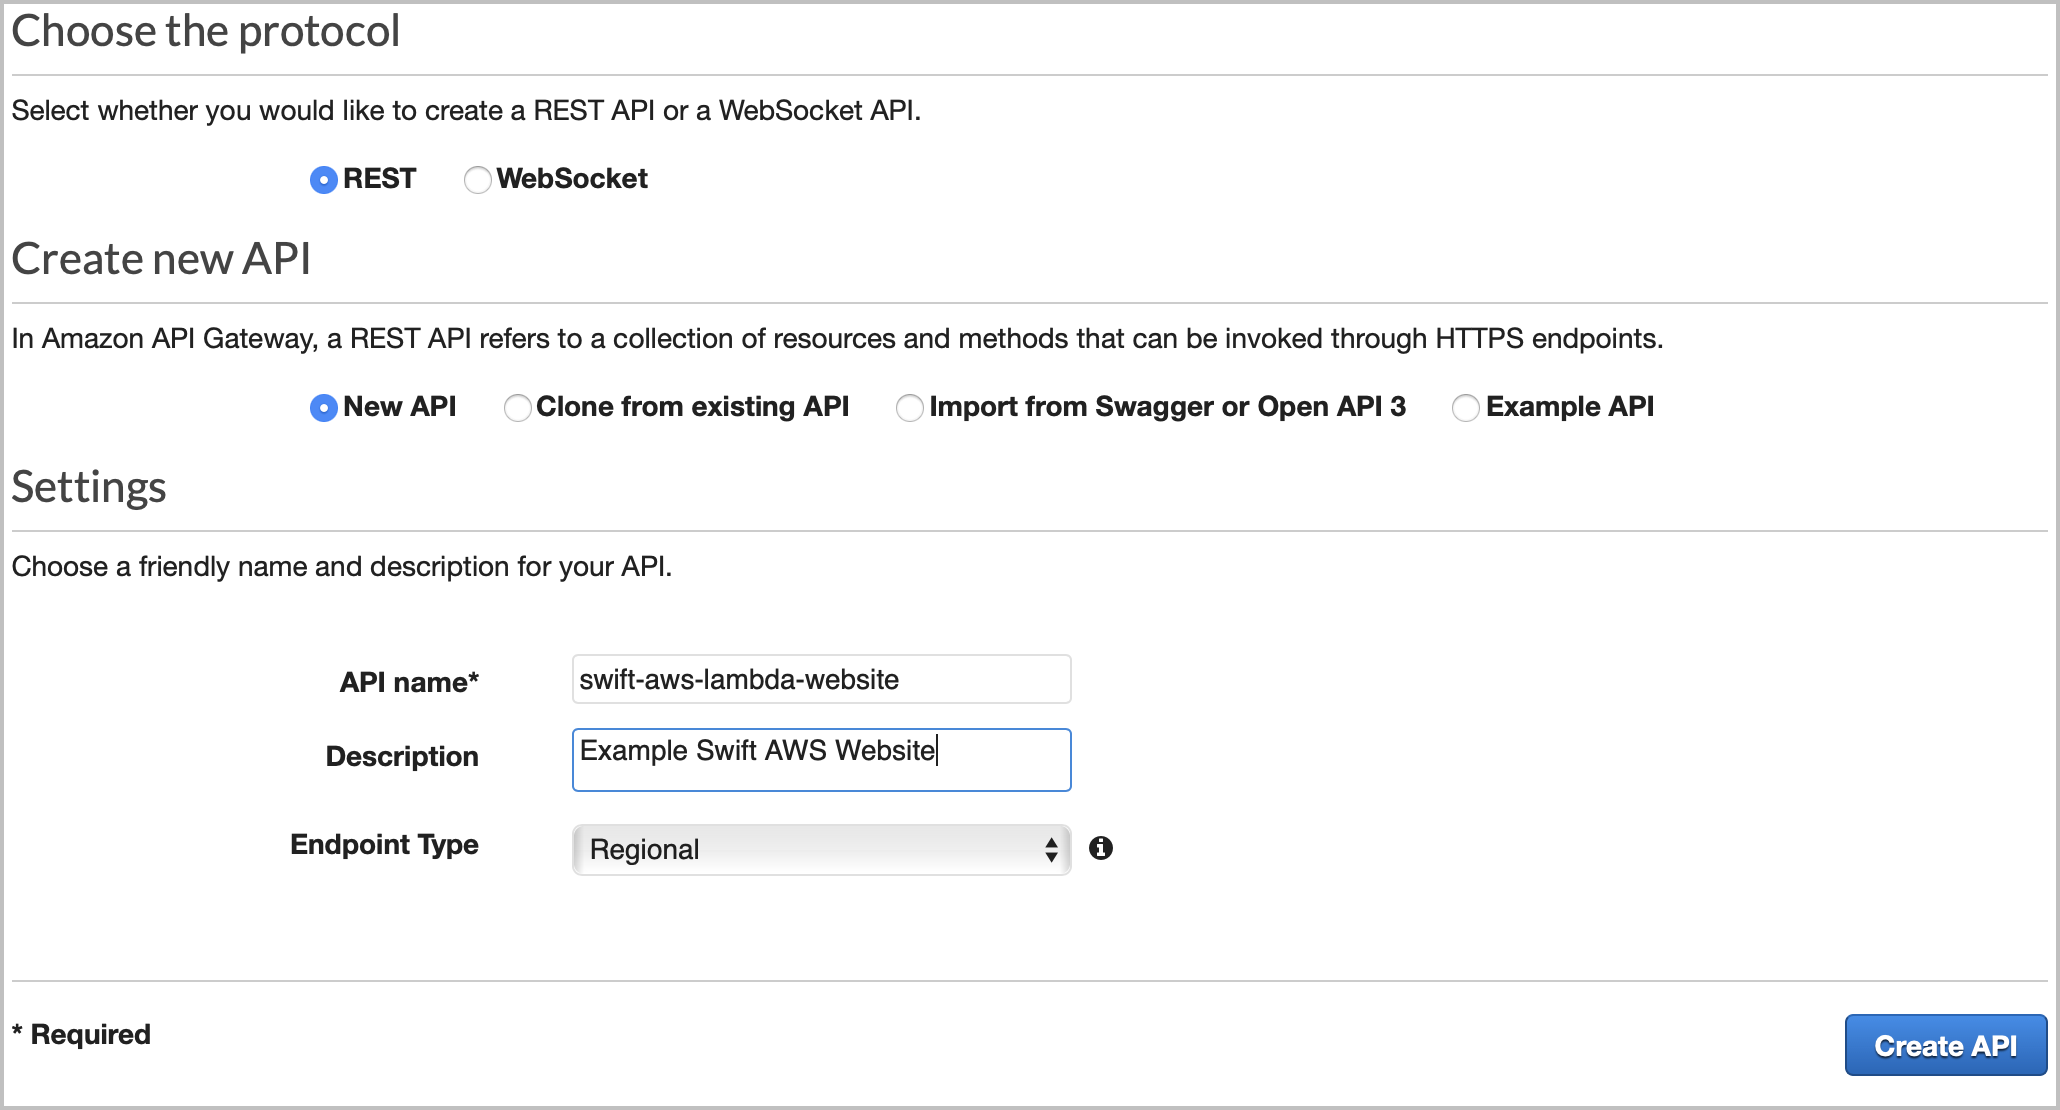 Choose the protocol
Select whether you would like to create a REST API or a WebSocket API.
REST WebSocket
Create new API
In Amazon API Gateway, a REST API refers to a collection of resources and methods that can be invoked through HTTPS endpoints.
New API Clone from existing API Import from Swagger or Open API 3 Example API
Settings
Choose a friendly name and description for your API.
API name* swift-aws-lambda-website
Description Example Swift AWS Website
Endpoint Type Regional
* Required Create API